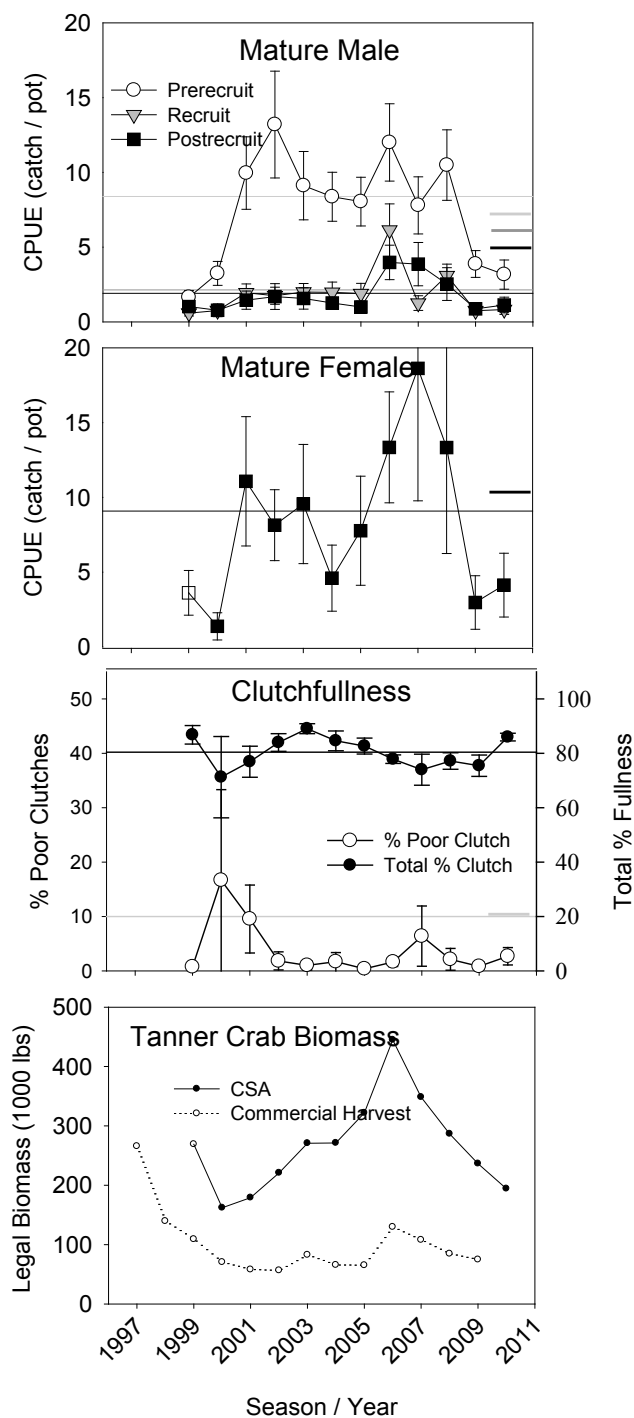 20
Mature Male
Prerecruit
Recruit
Postrecruit
15
10
5
0
CPUE (catch / pot)
20
Mature Female
15
10
5
0
CPUE (catch / pot)
50 Clutchfullness 100
40 80
30 60
% Poor Clutch
Total % Clutch
20 40
10 20
0 0
% Poor Clutches
Total % Fullness
500
Tanner Crab Biomass
400
CSA
Commercial Harvest
300
200
100
0
Legal Biomass (1000 lbs)
1997 1999 2001 2003 2005 2007 2009 2011
Season / Year